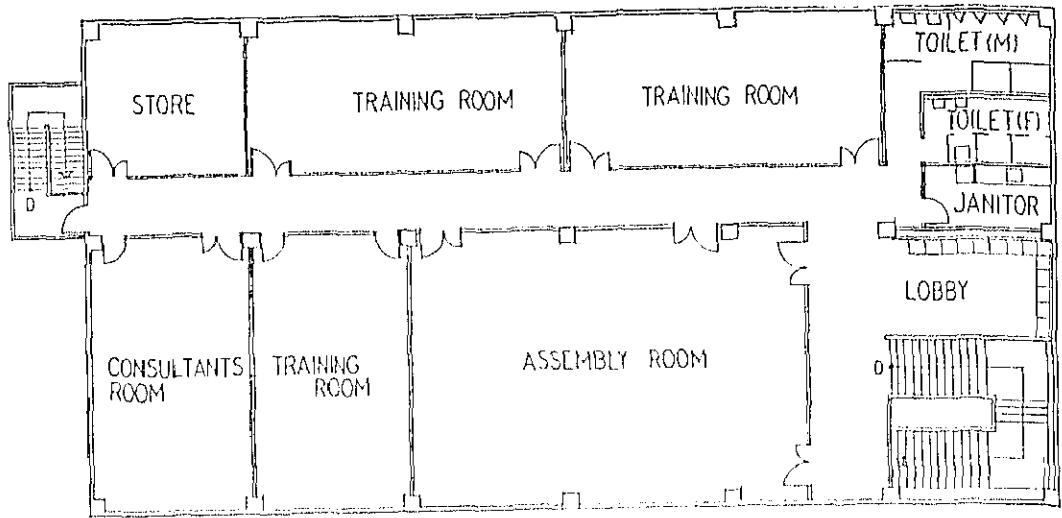 TOILET(M)
STORE
TRAINING ROOM
TRAINING ROOM
TOILET(F)
D
JANITOR
LOBBY
CONSULTANTS
ROOM
TRAINING
ROOM
ASSEMBLY ROOM
D